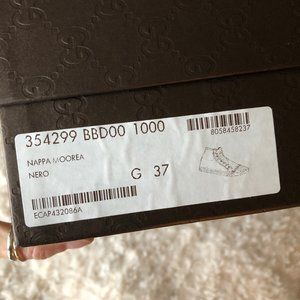 354299 BBD00 1000
8058458237
NAPPA MOOREA
NERO
G 37
ECAP432086A